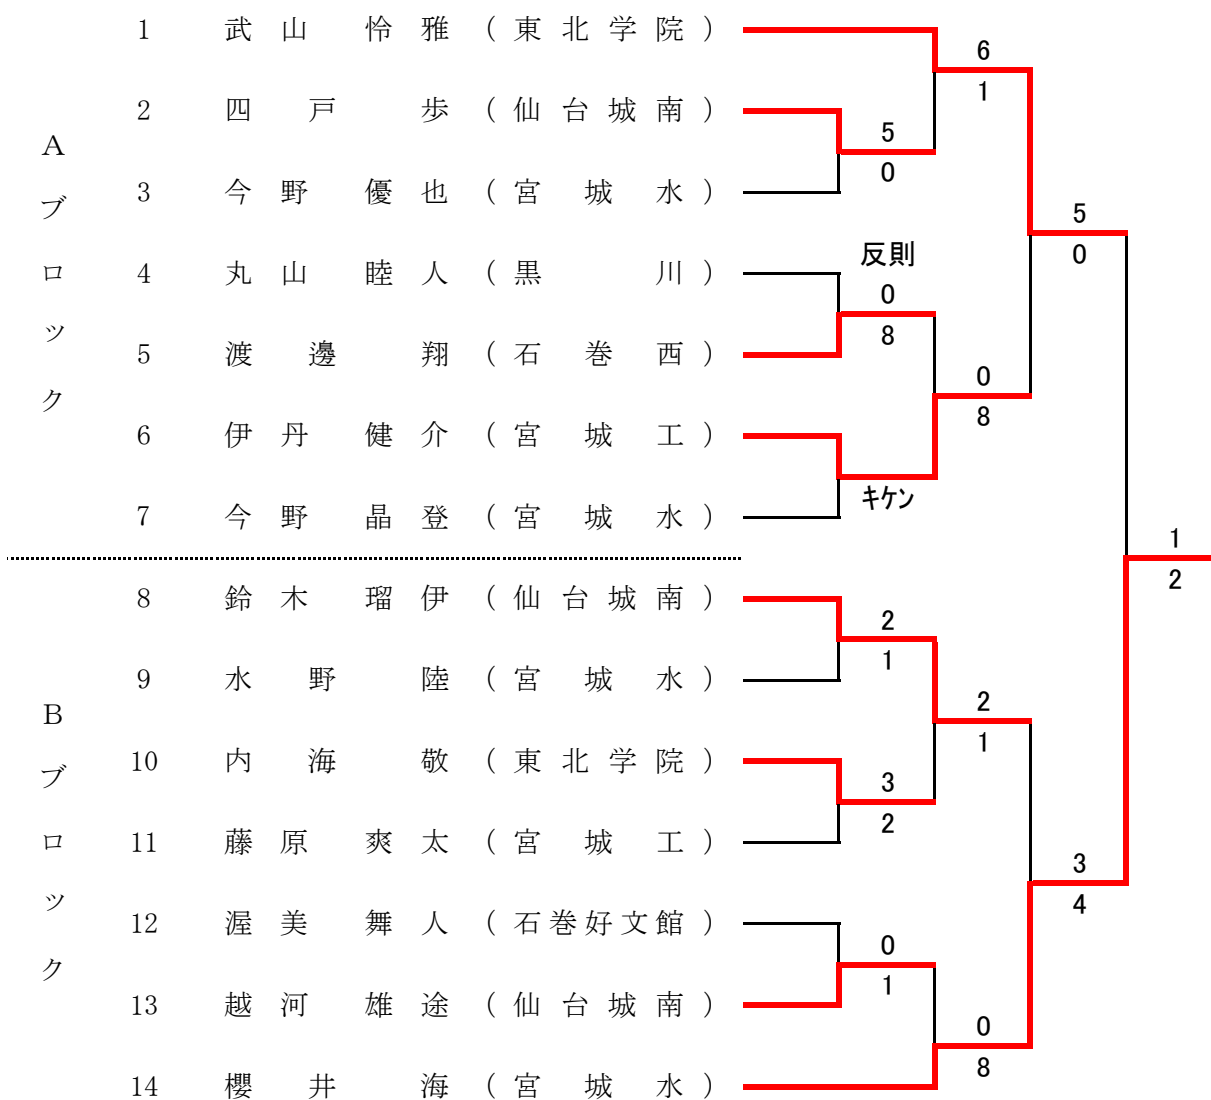 Aブロック
1 武山 怜雅 (東北学院)
2 四戸 歩 (仙台城南)
3 今野 優也 (宮城水)
4 丸山 睦人 (黒川)
5 渡邊 翔 (石巻西)
6 伊丹 健介 (宮城工)
7 今野 晶登 (宮城水)
Bブロック
8 鈴木 瑠伊 (仙台城南)
9 水野 陸 (宮城水)
10 内海 敬 (東北学院)
11 藤原 爽太 (宮城工)
12 渥美 舞人 (石巻好文館)
13 越河 雄途 (仙台城南)
14 櫻井 海 (宮城水)
5
0
反則
0
8
キケン
2
1
3
2
0
1
6
1
0
8
2
1
0
8
5
0
3
4
1
2